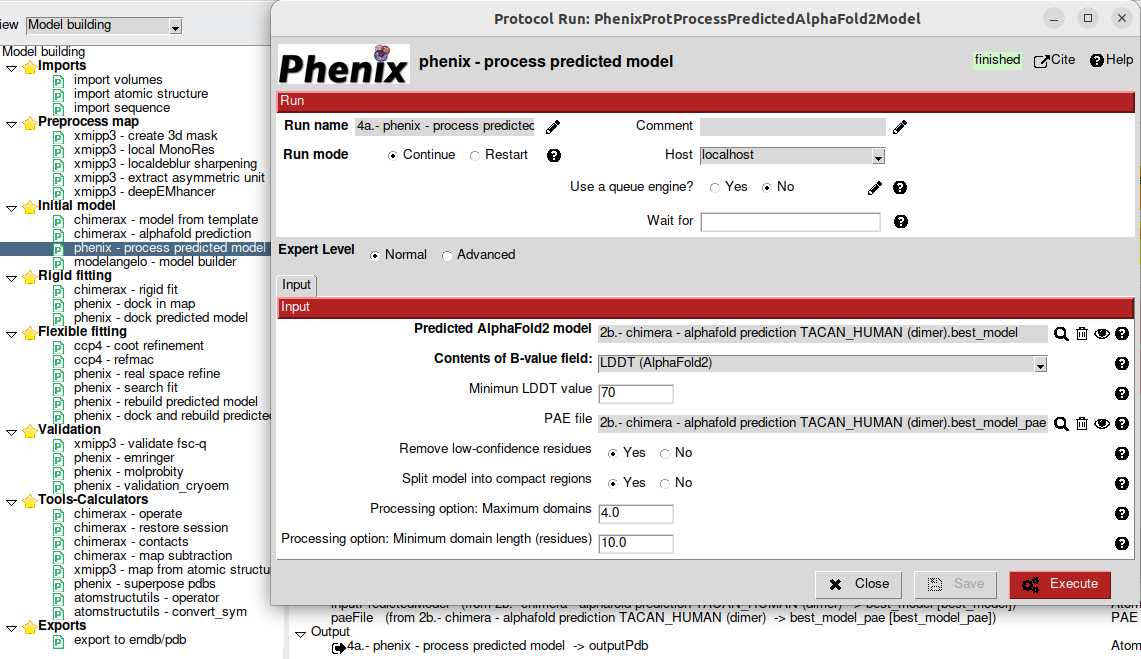 Protocol Run: PhenixProtProcessPredictedAlphaFold2Model
iew Model building
Model building
Imports
import volumes
import atomic structure
import sequence
Preprocess map
xmipp3 - create 3d mask
xmipp3 - local MonoRes
xmipp3 - localdeblur sharpening
xmipp3 - extract asymmetric unit
xmipp3 - deepEMhancer
Initial model
chimerax - model from template
chimerax - alphafold prediction
phenix - process predicted model
modelangelo - model builder
Rigid fitting
chimerax - rigid fit
phenix - dock in map
phenix - dock predicted model
Flexible fitting
ccp4 - coot refinement
ccp4 - refmac
phenix - real space refine
phenix - search fit
phenix - rebuild predicted model
phenix - dock and rebuild predicte
Validation
xmipp3 - validate fsc-q
phenix - emringer
phenix - molprobity
phenix - validation_cryoem
Tools-Calculators
chimerax - operate
chimerax - restore session
chimerax - contacts
chimerax - map subtraction
xmipp3 - map from atomic structu
phenix - superpose pdbs
atomstructutils - operator
atomstructutils - convert_sym
Exports
export to emdb/pdb
Phenix
phenix - process predicted model
finished Cite Help
Run
Run name 4a.- phenix - process predicted Comment
Run mode Continue Restart Host localhost
Use a queue engine? Yes No
Wait for
Expert Level Normal Advanced
Input
Input
Predicted AlphaFold2 model 2b.- chimera - alphafold prediction TACAN_HUMAN (dimer).best_model
Contents of B-value field: LDDT (AlphaFold2)
Minimun LDDT value 70
PAE file 2b.- chimera - alphafold prediction TACAN_HUMAN (dimer).best_model_pae
Remove low-confidence residues Yes No
Split model into compact regions Yes No
Processing option: Maximum domains 4.0
Processing option: Minimum domain length (residues) 10.0
Close Save Execute
(from 2b.- chimera - alphafold prediction TACAN_HUMAN (dimer) -> best_model [best_model]) Atom
paeFile (from 2b.- chimera - alphafold prediction TACAN_HUMAN (dimer) -> best_model_pae [best_model_pae]) PAE
Output
4a.- phenix - process predicted model -> outputPdb Atom